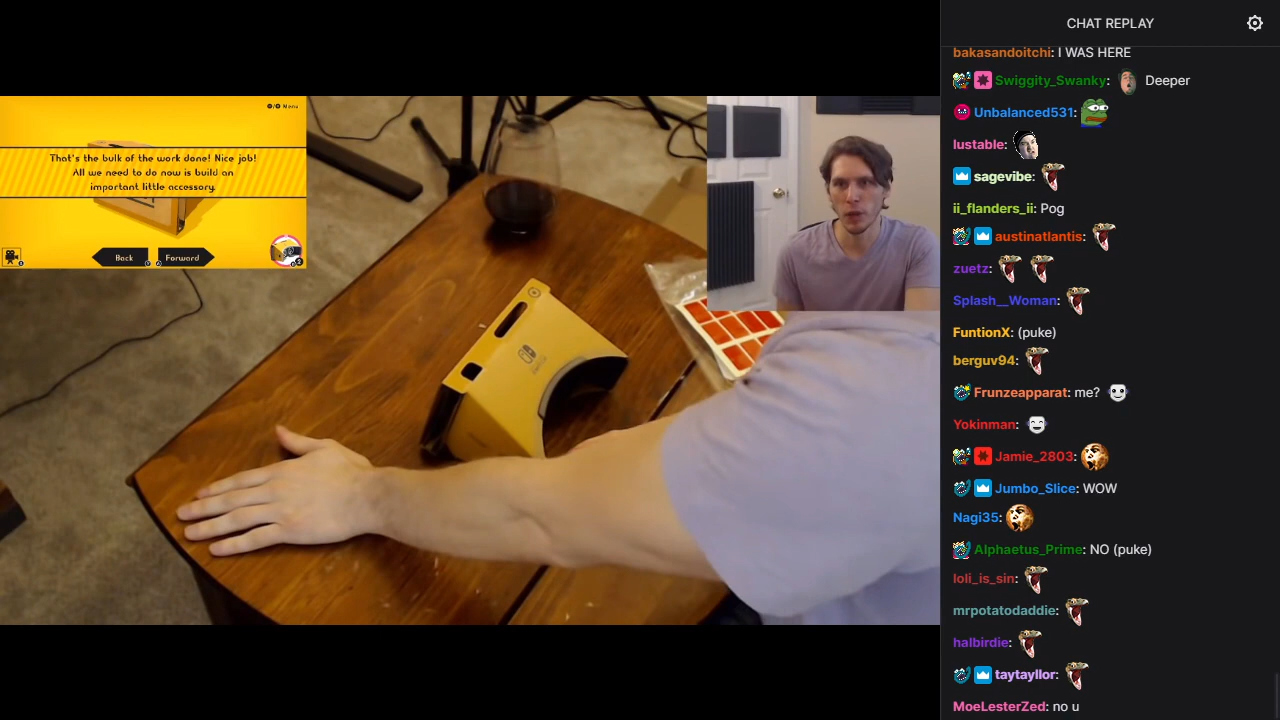 CHAT REPLAY
bakasandoitchi: I WAS HERE
Swiggity_Swanky: Deeper
Unbalanced531:
lustable:
sagevibe:
ii_flanders_ii: Pog
austinatlantis:
zuetz:
Splash__Woman:
FuntionX: (puke)
berguv94:
Frunzeapparat: me?
Yokinman:
Jamie_2803:
Jumbo_Slice: WOW
Nagi35:
Alphaetus_Prime: NO (puke)
loli_is_sin:
mrpotatodaddie:
halbirdie:
taytayllor:
MoeLesterZed: no u
Menu
That's the bulk of the work done! Nice job!
All we need to do now is build an
important little accessory.
Back
Forward